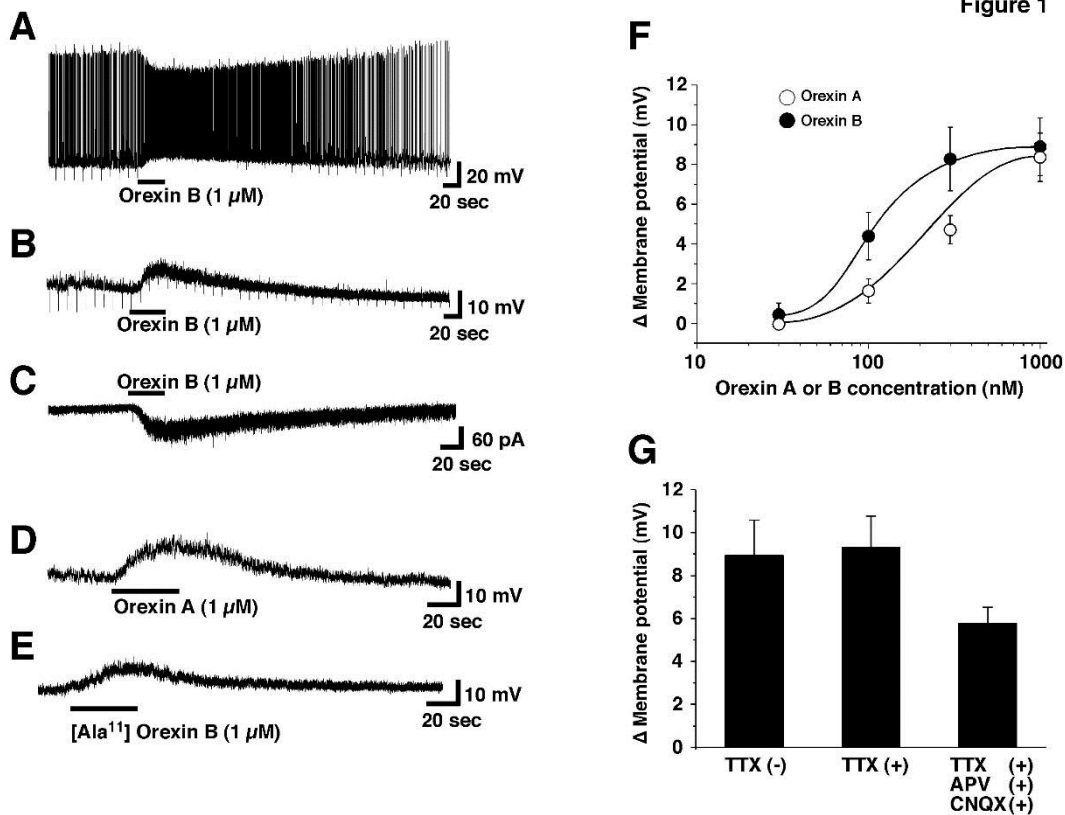 Figure 1
A
20 mV
20 sec
Orexin B (1 µM)
B
10 mV
20 sec
Orexin B (1 µM)
C
Orexin B (1 µM)
60 pA
20 sec
D
10 mV
20 sec
Orexin A (1 µM)
E
10 mV
20 sec
[Ala¹¹] Orexin B (1 µM)
F
Δ Membrane potential (mV)
12
10
8
6
4
2
0
Orexin A
Orexin B
10 100 1000
Orexin A or B concentration (nM)
G
Δ Membrane potential (mV)
12
10
8
6
4
2
0
TTX (-) TTX (+) TTX (+)
APV (+)
CNQX (+)